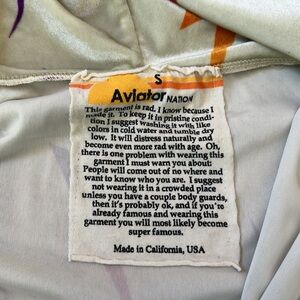 S
Aviator NATION
This garment is rad. I know because I
made it. To keep it in pristine condi-
tion I suggest washing it with like
colors in cold water and tumble dry
low. It will distress naturally and
become even more rad with age. Oh,
there is one problem with wearing this
garment I must warn you about:
People will come out of no where and
want to know who you are. I suggest
not wearing it in a crowded place
unless you have a couple body guards,
then it's probably ok, and if you're
already famous and wearing this
garment you will most likely become
super famous.
Made in California, USA